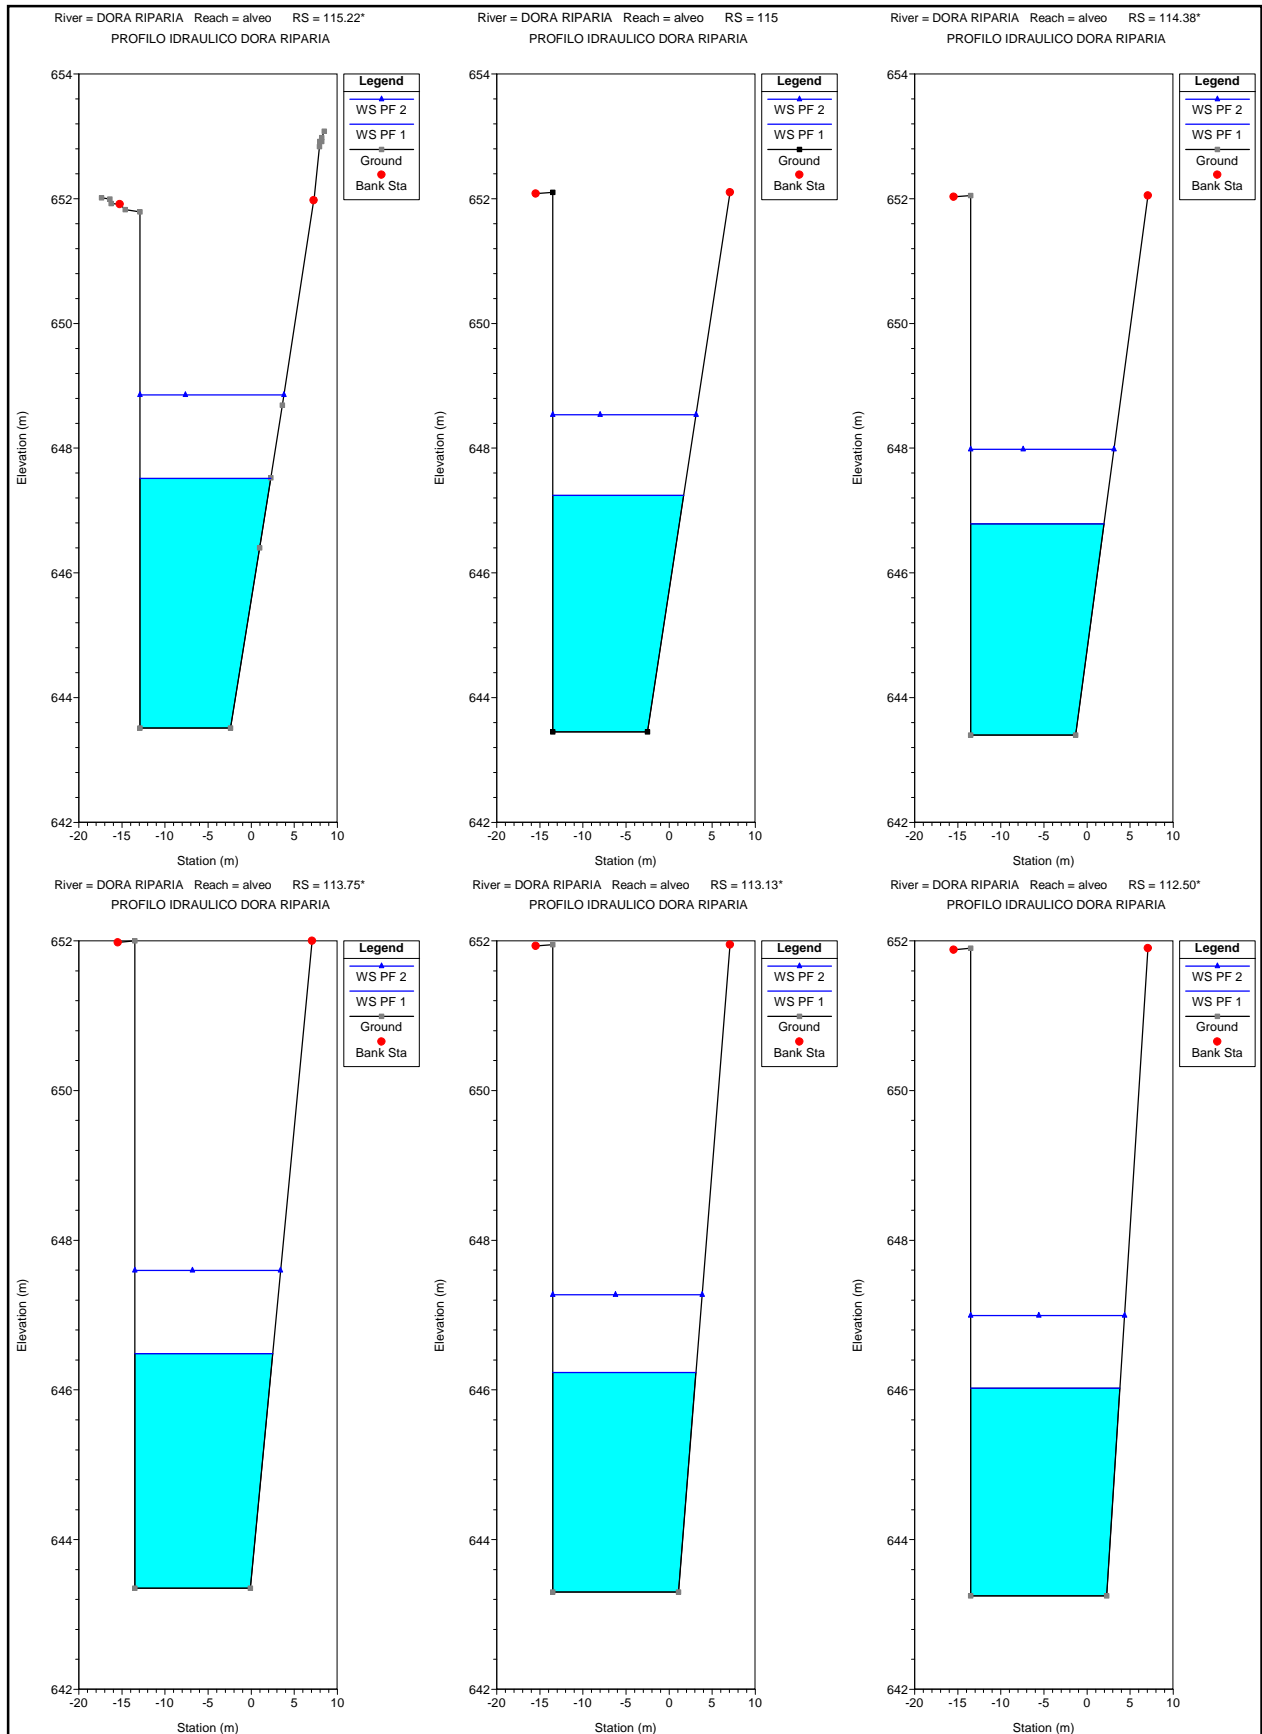 River = DORA RIPARIA   Reach = alveo      RS = 115.22*
PROFILO IDRAULICO DORA RIPARIA
654
652
650
648
646
644
642
Elevation (m)
-20 -15 -10 -5 0 5 10
Station (m)
Legend
WS PF 2
WS PF 1
Ground
Bank Sta
River = DORA RIPARIA   Reach = alveo      RS = 115
PROFILO IDRAULICO DORA RIPARIA
654
652
650
648
646
644
642
Elevation (m)
-20 -15 -10 -5 0 5 10
Station (m)
Legend
WS PF 2
WS PF 1
Ground
Bank Sta
River = DORA RIPARIA   Reach = alveo      RS = 114.38*
PROFILO IDRAULICO DORA RIPARIA
654
652
650
648
646
644
642
Elevation (m)
-20 -15 -10 -5 0 5 10
Station (m)
Legend
WS PF 2
WS PF 1
Ground
Bank Sta
River = DORA RIPARIA   Reach = alveo      RS = 113.75*
PROFILO IDRAULICO DORA RIPARIA
652
650
648
646
644
642
Elevation (m)
-20 -15 -10 -5 0 5 10
Station (m)
Legend
WS PF 2
WS PF 1
Ground
Bank Sta
River = DORA RIPARIA   Reach = alveo      RS = 113.13*
PROFILO IDRAULICO DORA RIPARIA
652
650
648
646
644
642
Elevation (m)
-20 -15 -10 -5 0 5 10
Station (m)
Legend
WS PF 2
WS PF 1
Ground
Bank Sta
River = DORA RIPARIA   Reach = alveo      RS = 112.50*
PROFILO IDRAULICO DORA RIPARIA
652
650
648
646
644
642
Elevation (m)
-20 -15 -10 -5 0 5 10
Station (m)
Legend
WS PF 2
WS PF 1
Ground
Bank Sta